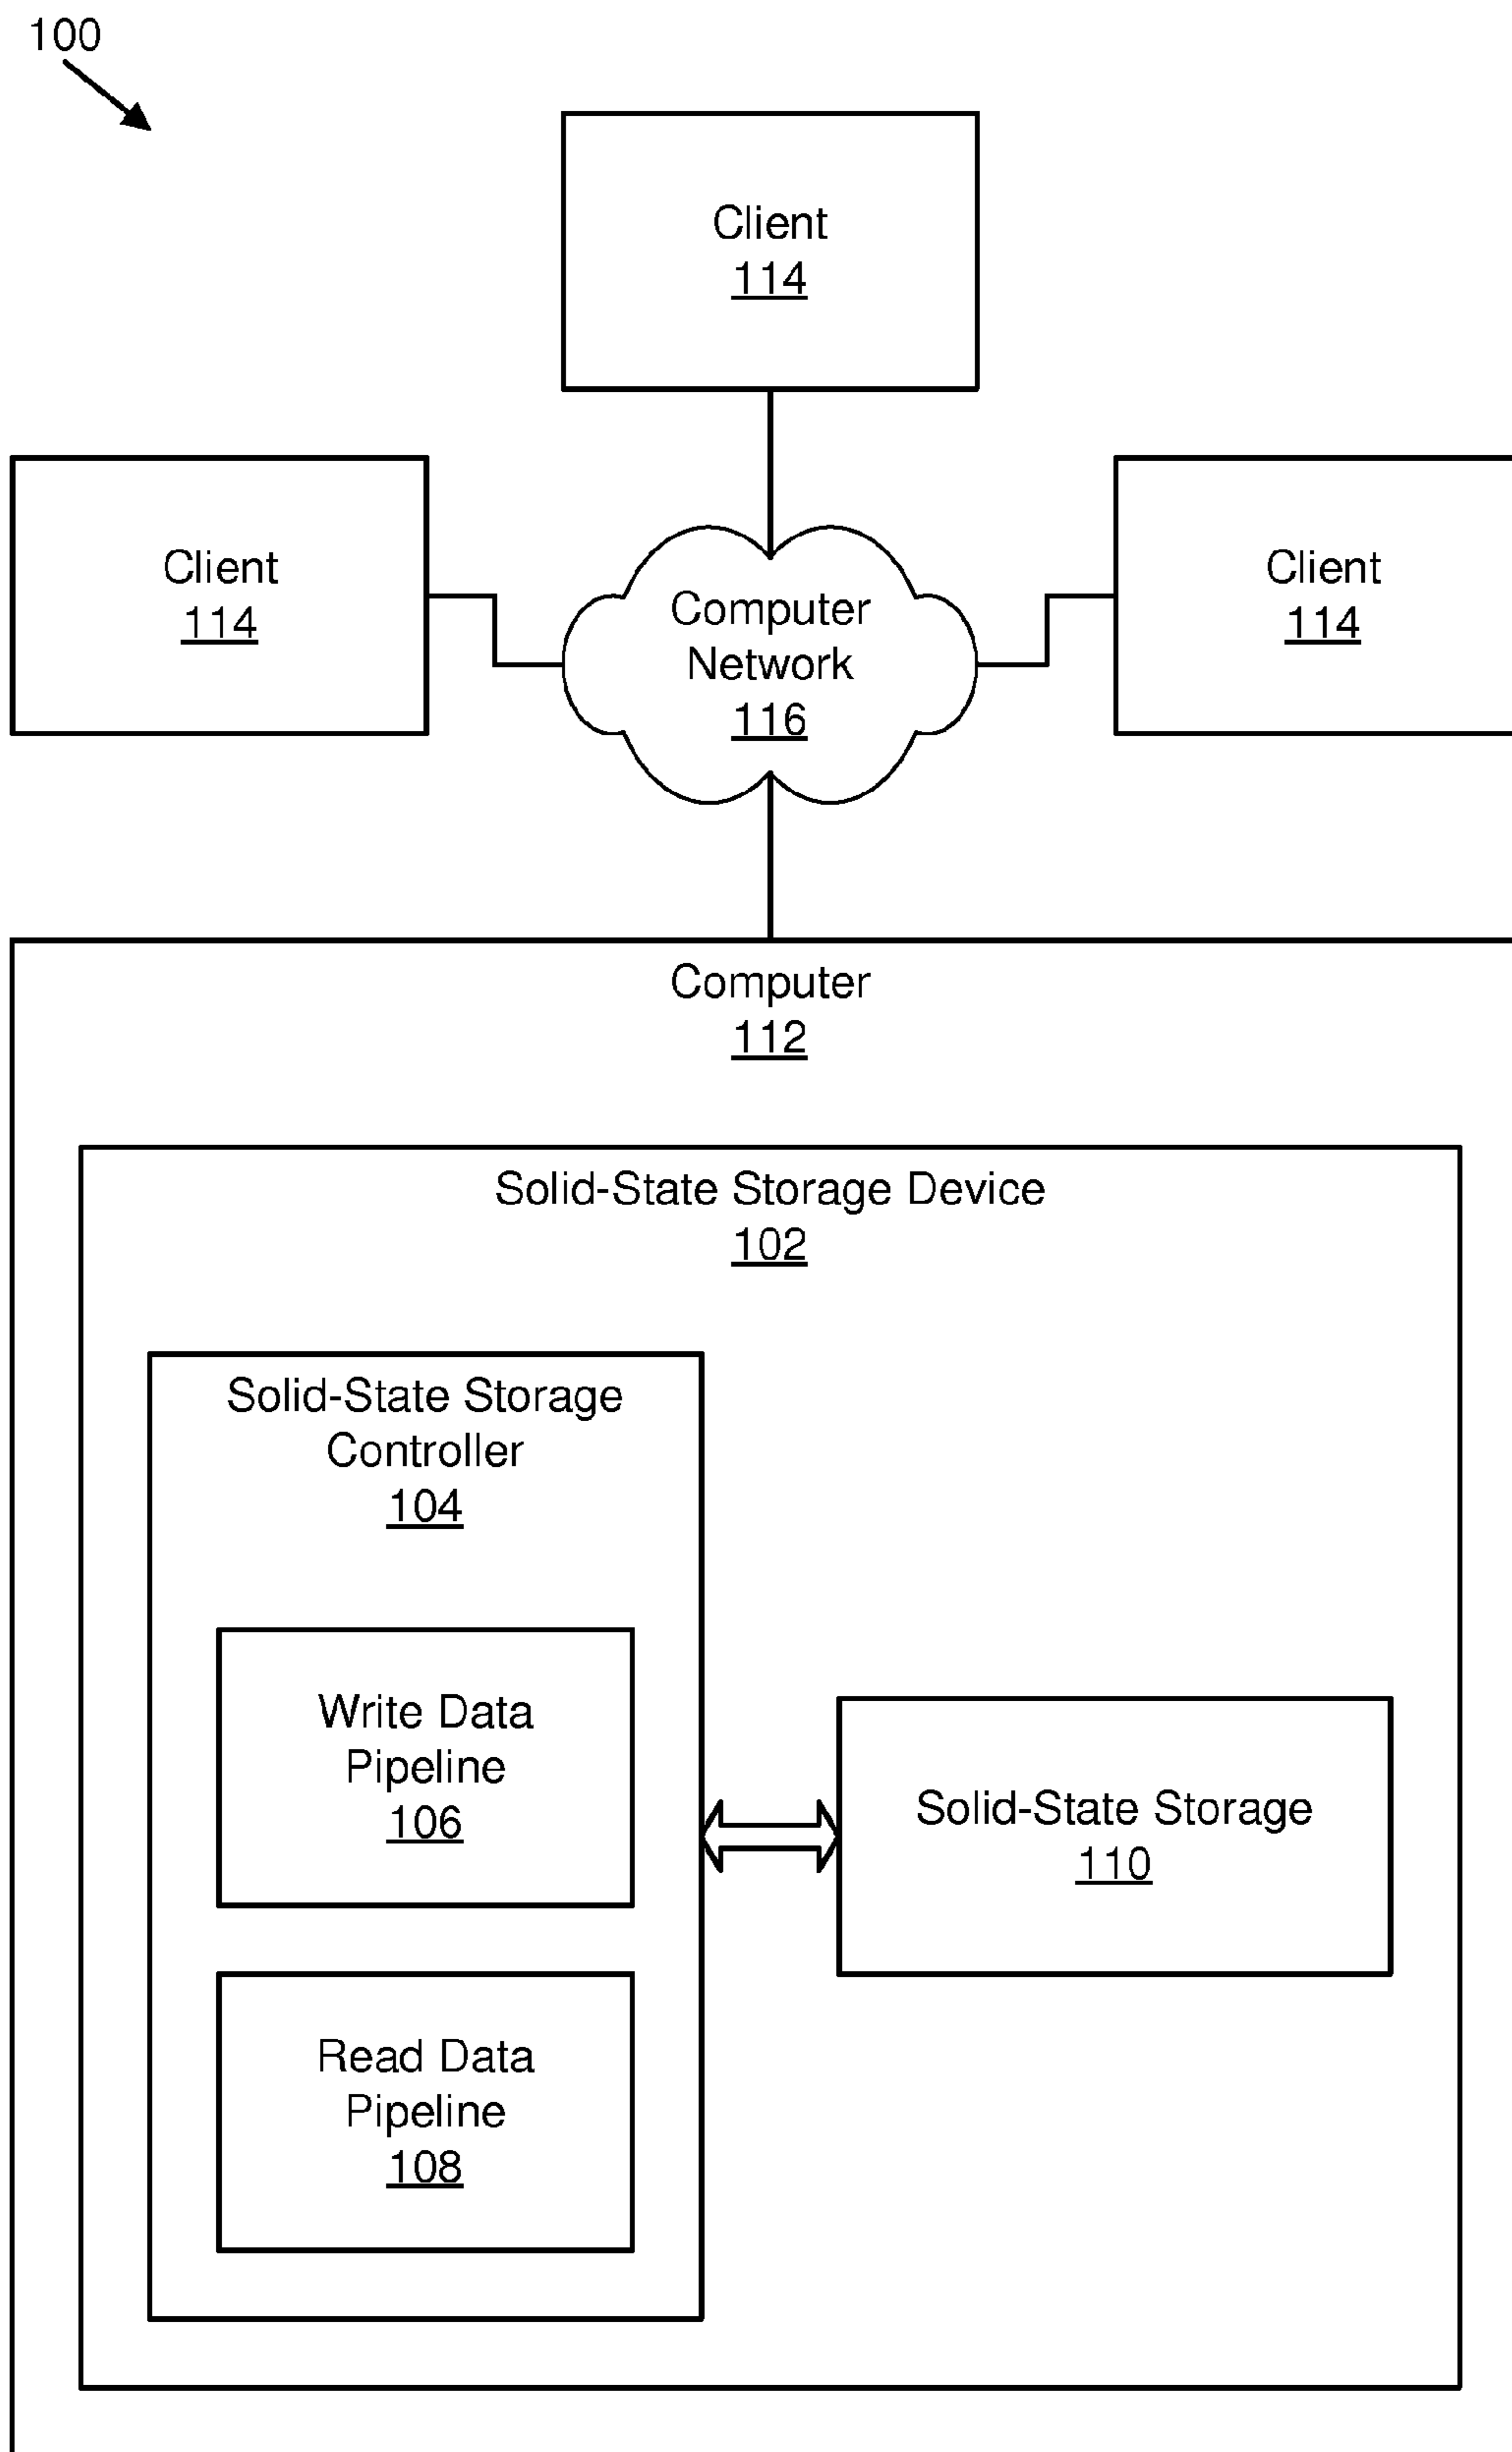 100
Client
114
Client
114
Computer
Network
116
Client
114
Computer
112
Solid-State Storage Device
102
Solid-State Storage
Controller
104
Write Data
Pipeline
106
Solid-State Storage
110
Read Data
Pipeline
108